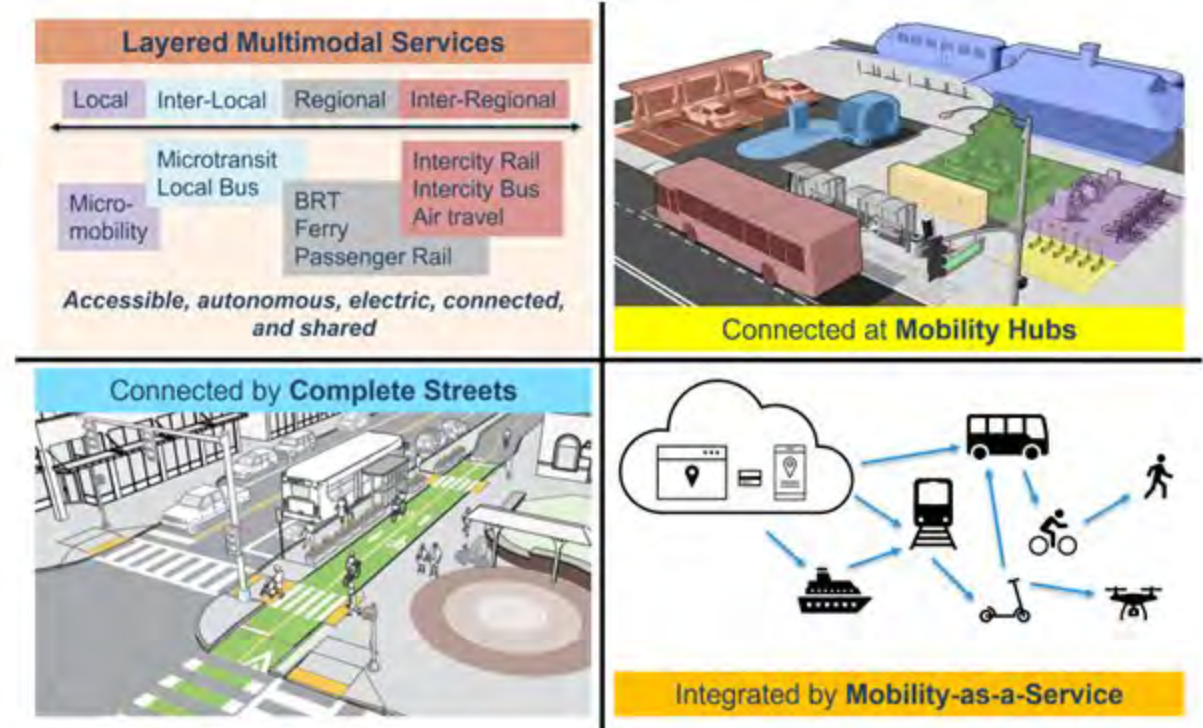 Layered Multimodal Services
Local
Inter-Local
Regional
Inter-Regional
Micro-
mobility
Microtransit
Local Bus
BRT
Ferry
Passenger Rail
Intercity Rail
Intercity Bus
Air travel
Accessible, autonomous, electric, connected,
and shared
Connected at Mobility Hubs
Connected by Complete Streets
Integrated by Mobility-as-a-Service